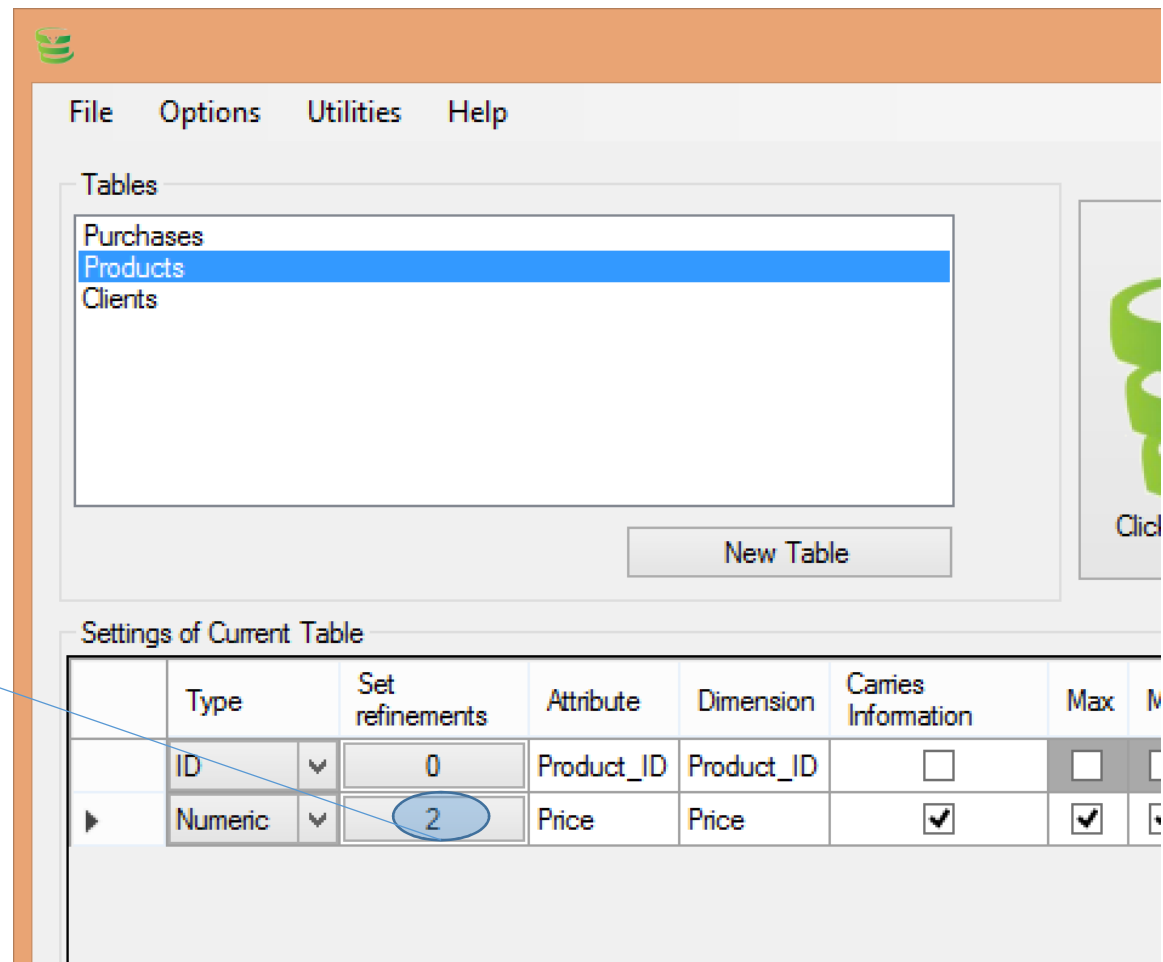 File Options Utilities Help
Tables
Purchases
Products
Clients
New Table
Settings of Current Table
Type Set refinements Attribute Dimension Carries Information Max
ID 0 Product_ID Product_ID
Numeric 2 Price Price